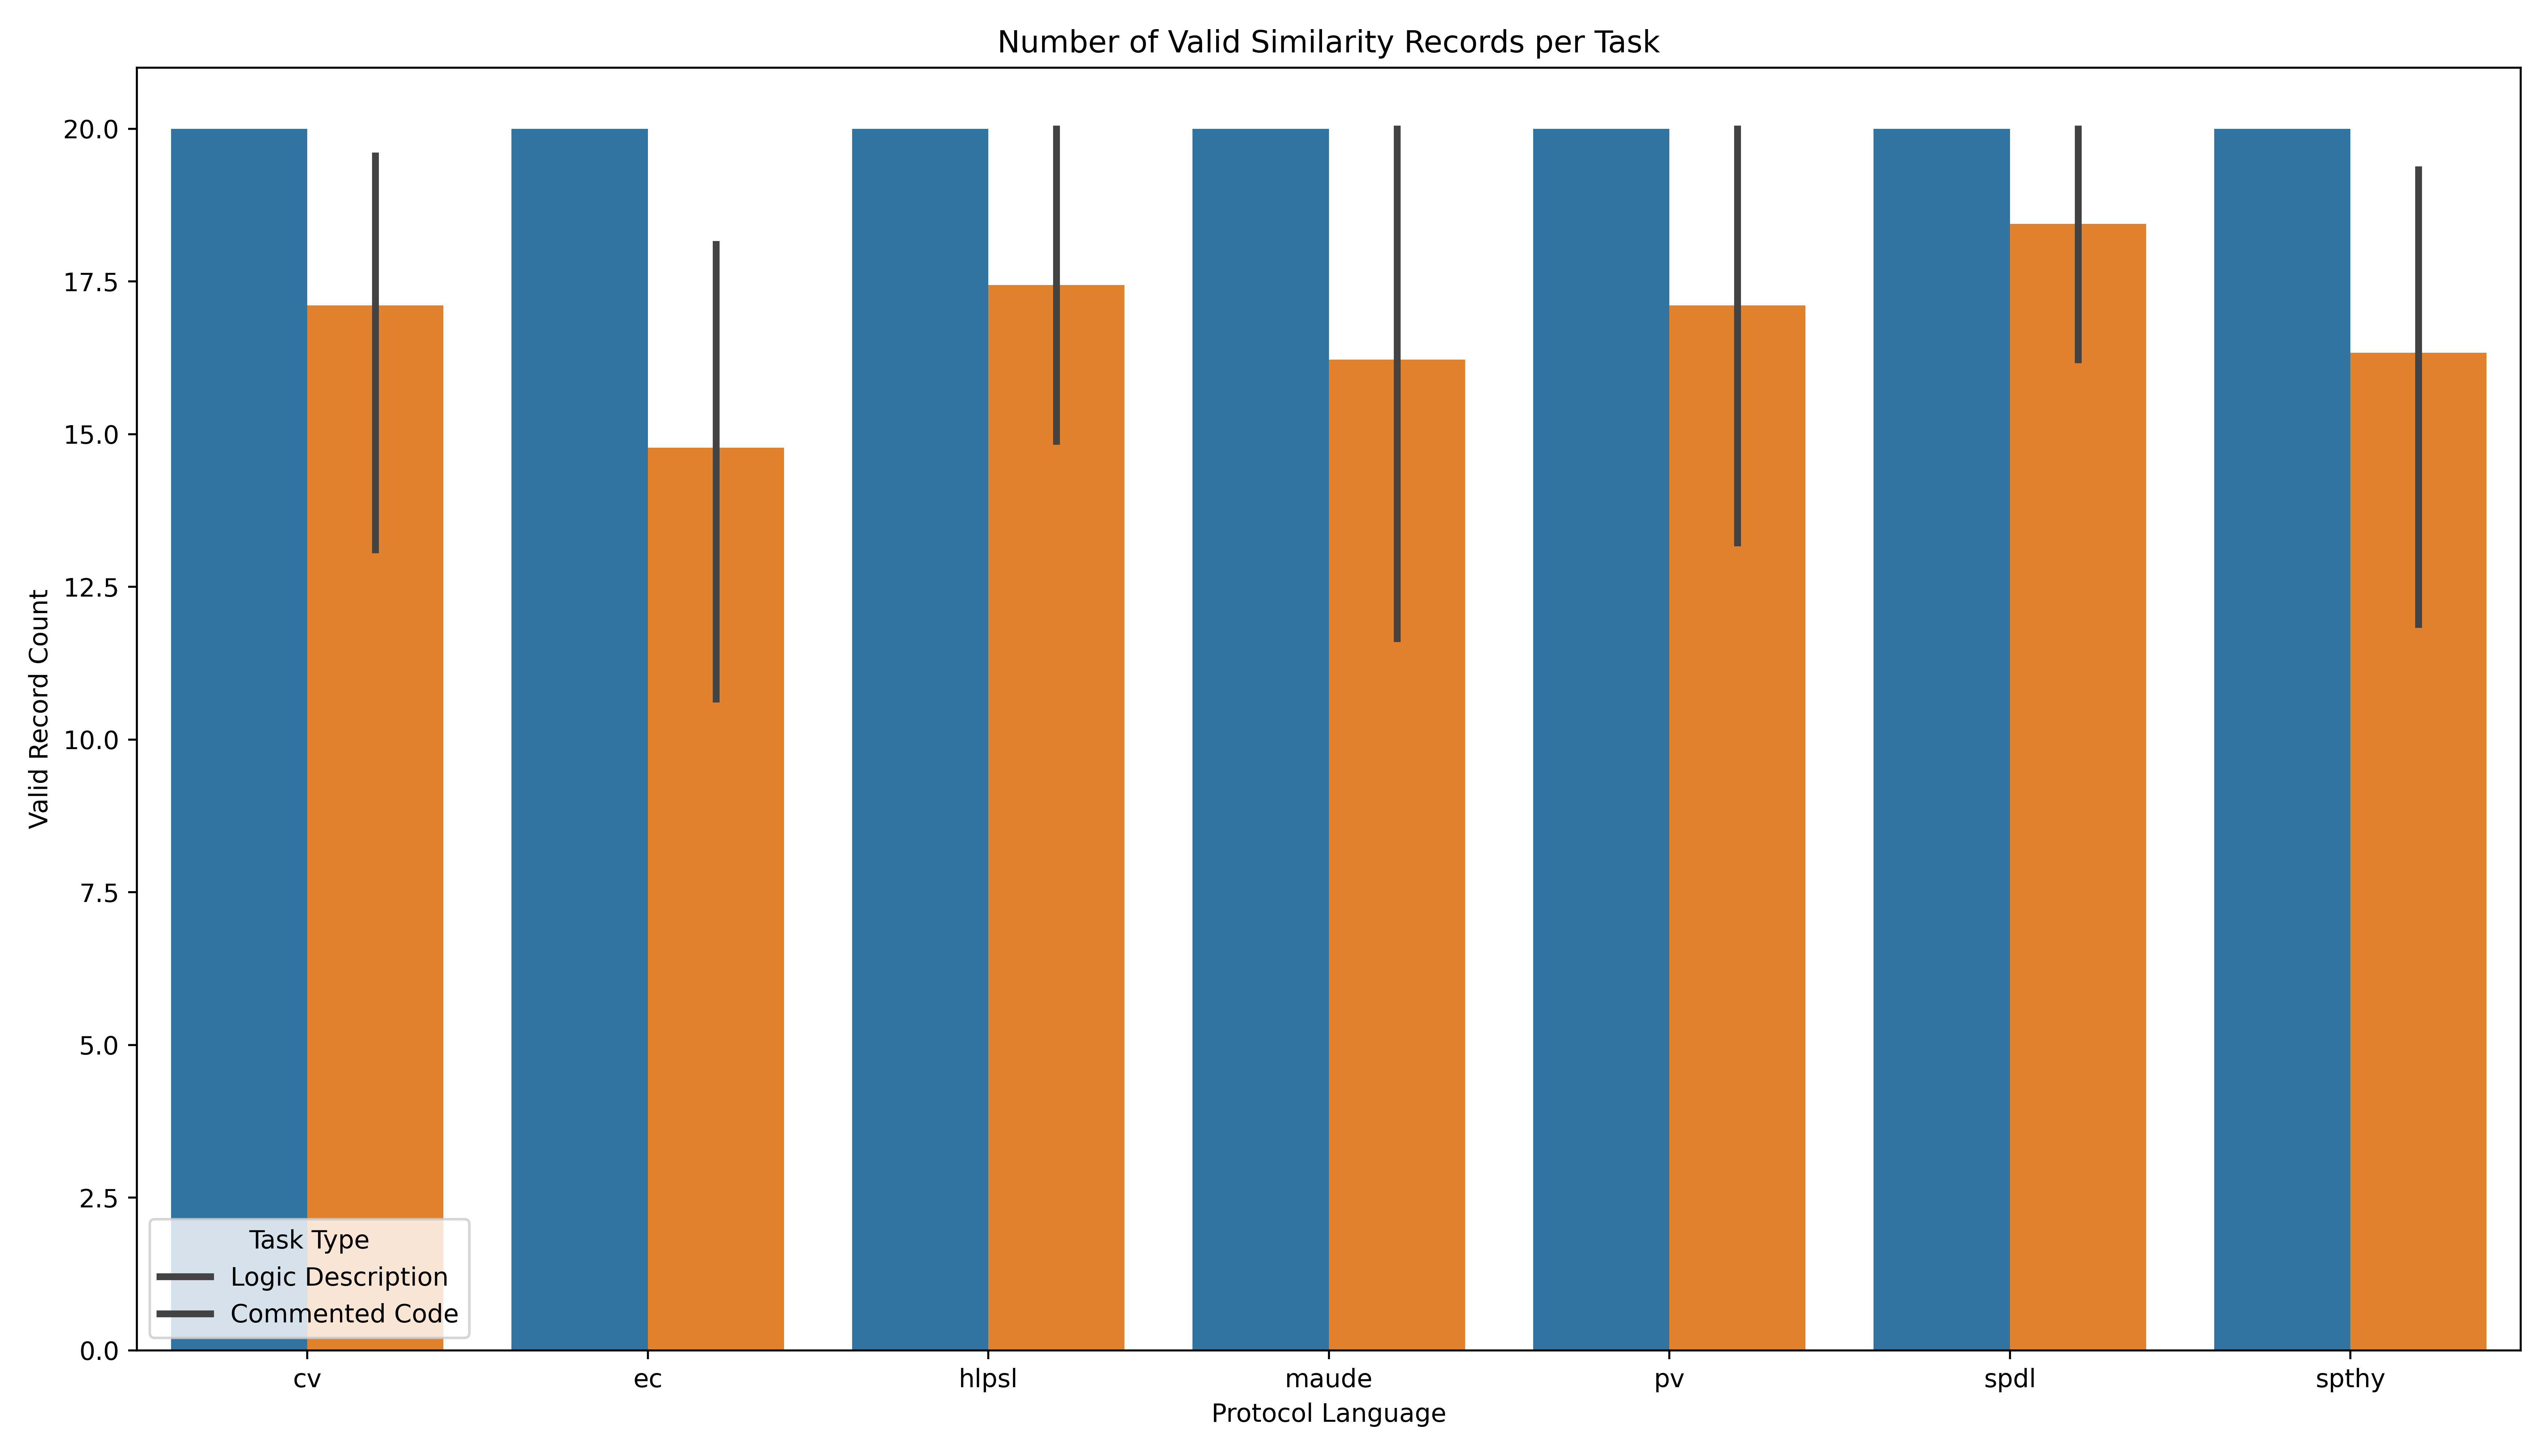 Number of Valid Similarity Records per Task
Valid Record Count
20.0
17.5
15.0
12.5
10.0
7.5
5.0
2.5
0.0
Task Type
Logic Description
Commented Code
cv
ec
hlpsl
maude
pv
spdl
spthy
Protocol Language